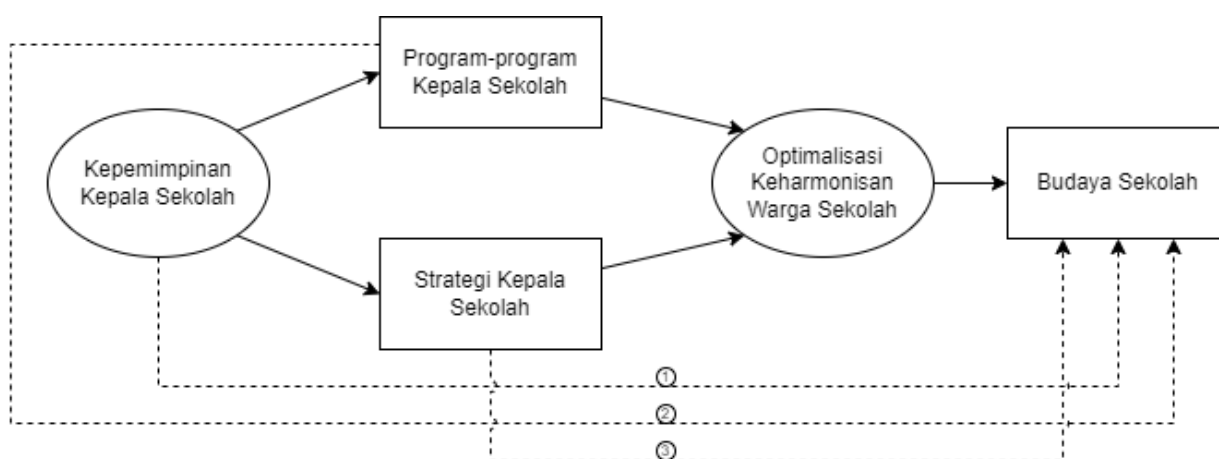 Program-program
Kepala Sekolah
Kepemimpinan
Kepala Sekolah
Optimalisasi
Keharmonisan
Warga Sekolah
Budaya Sekolah
Strategi Kepala
Sekolah
1
2
3